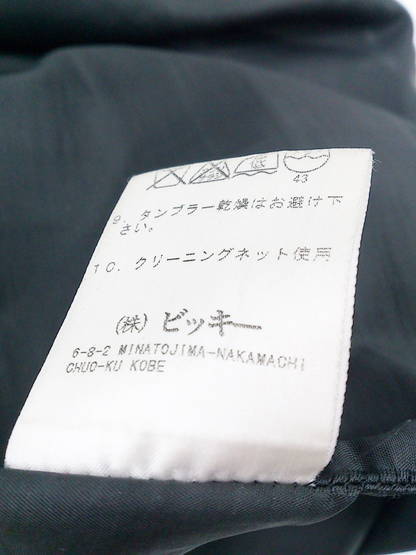 43
9. タンブラー乾燥はお避け下
さい。
10. クリーニングネット使用
(株) ビッキー
6-8-2 MINATOJIMA-NAKAMACHI
CHUO-KU KOBE